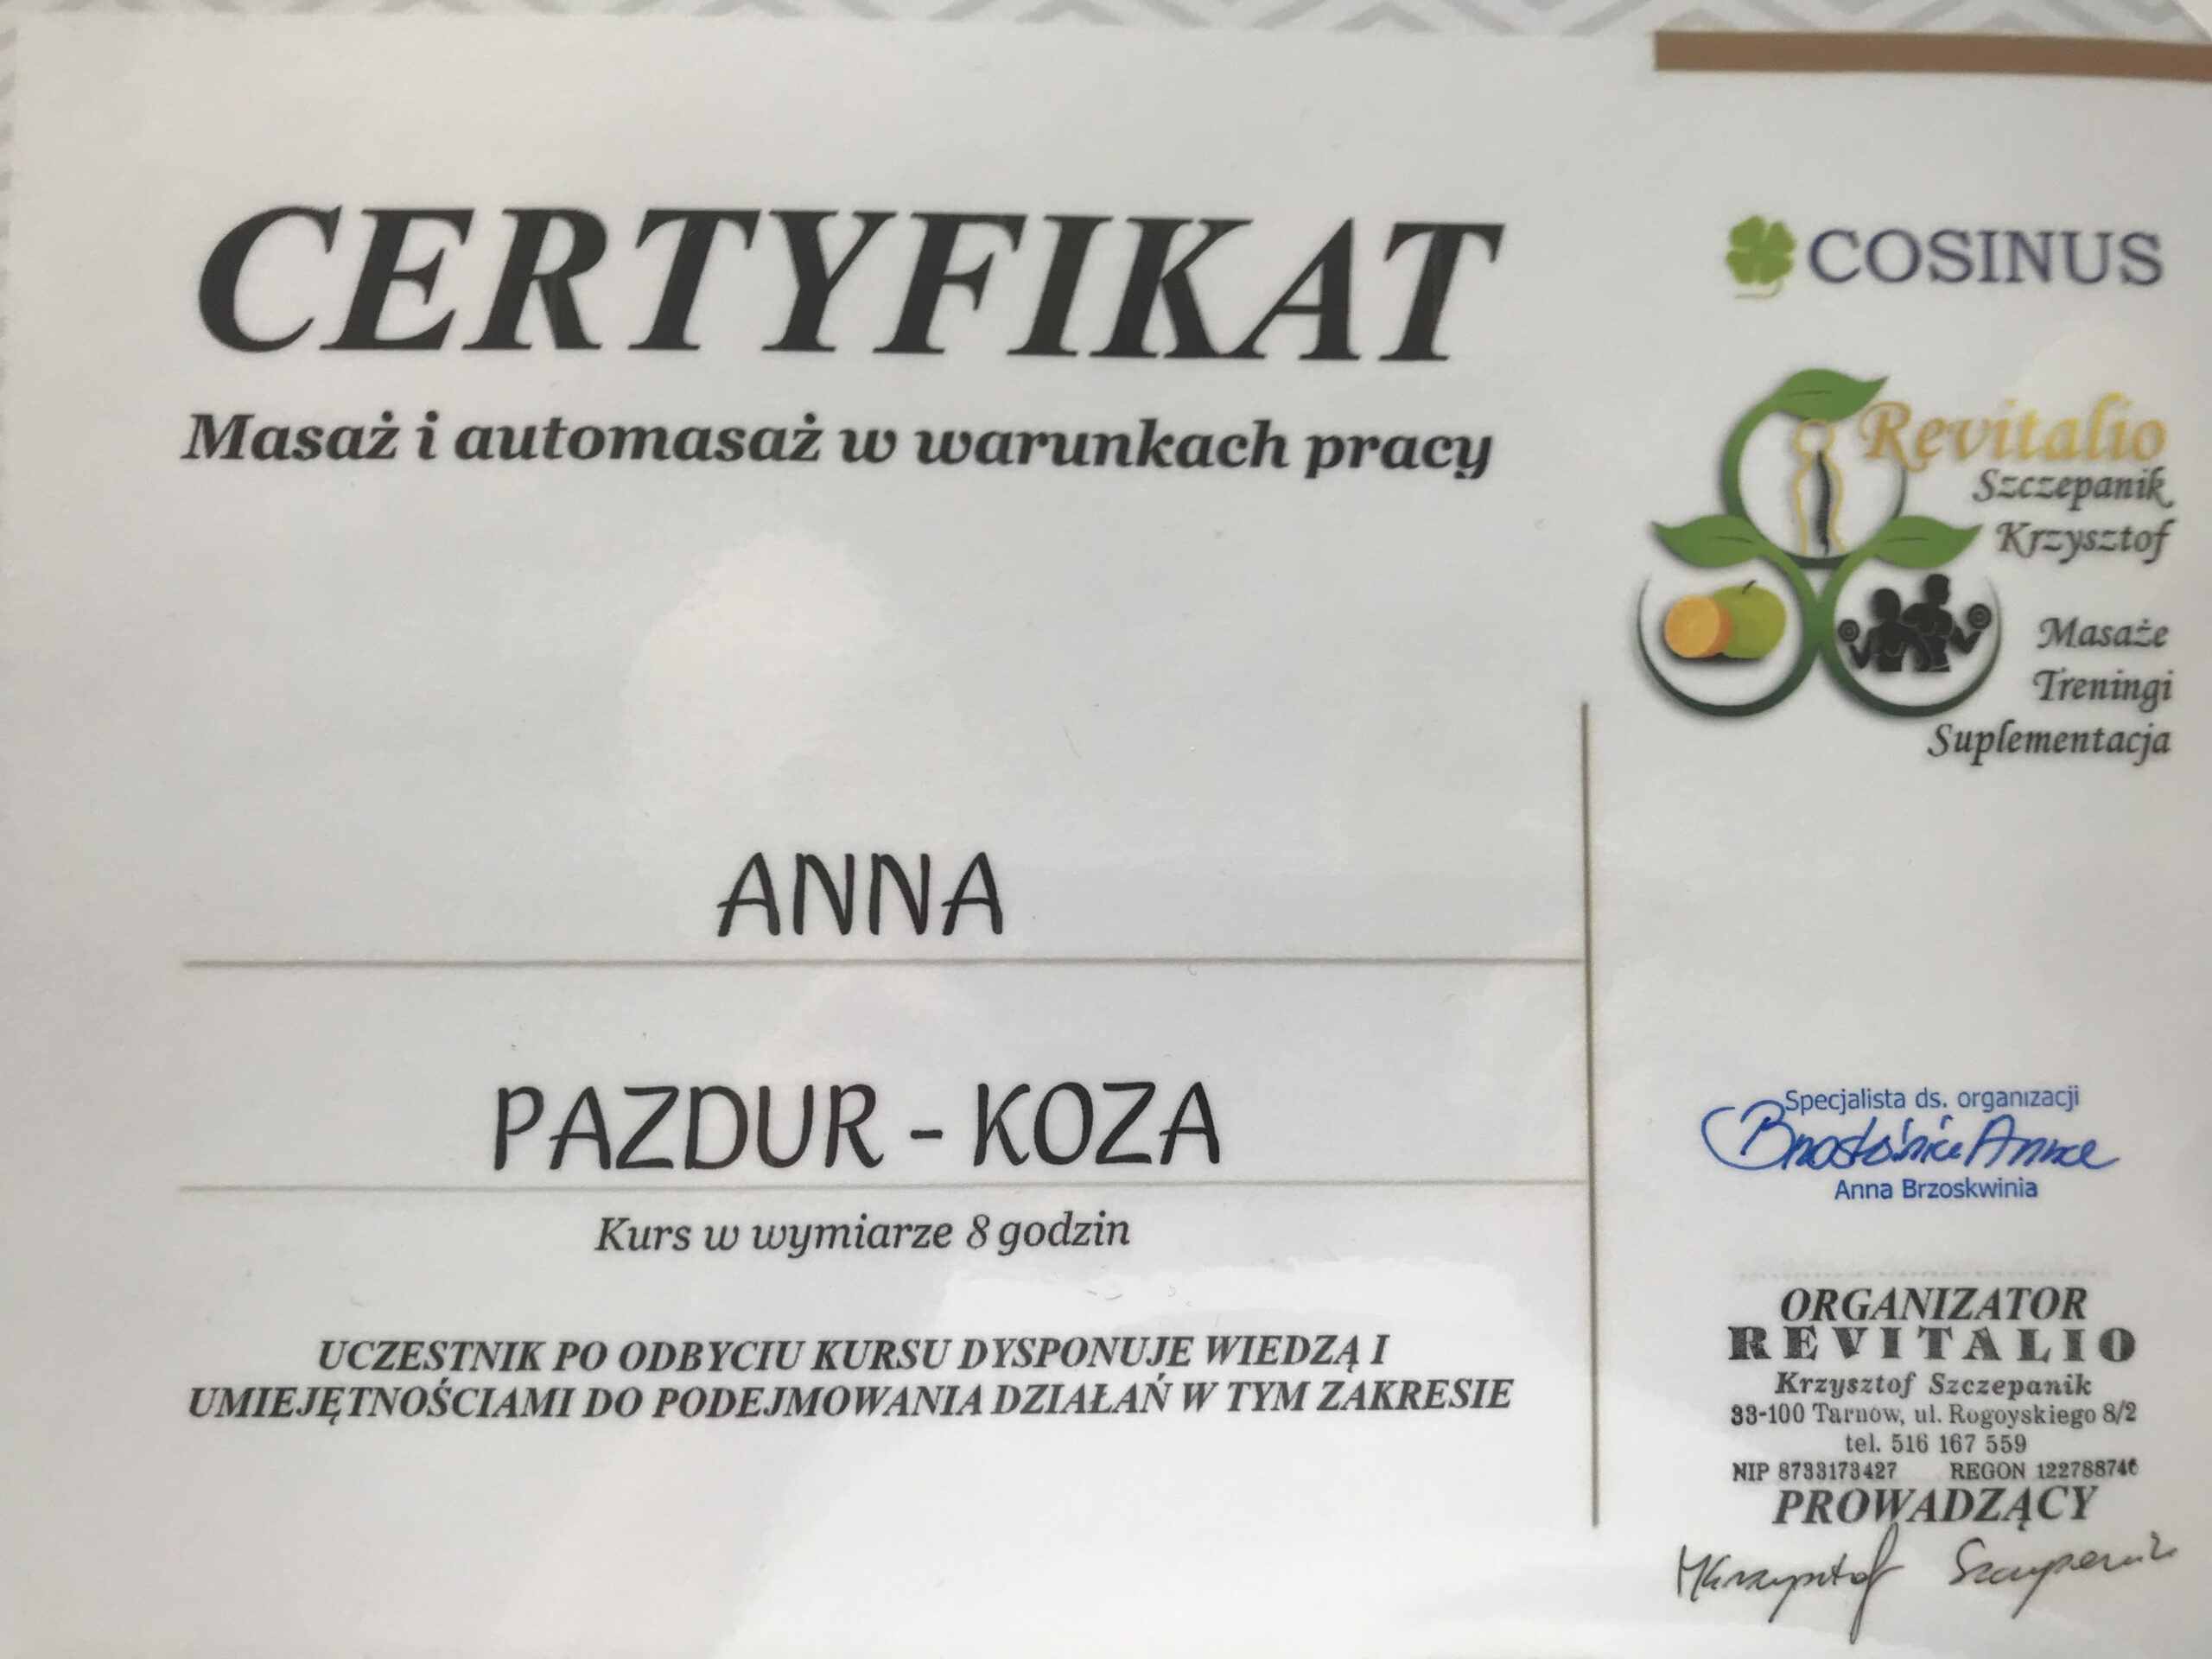 CERTYFIKAT
Masaż i automasaż w warunkach pracy
ANNA
PAZDUR - KOZA
Kurs w wymiarze 8 godzin
UCZESTNIK PO ODBYCIU KURSU DYSPONUJE WIEDZĄ I
UMIEJĘTNOŚCIAMI DO PODEJMOWANIA DZIAŁAŃ W TYM ZAKRESIE
COSINUS
Revitalio
Szczepanik
Krzysztof
Masaże
Treningi
Suplementacja
Specjalista ds. organizacji
Anna Brzoskwinia
ORGANIZATOR
REVITALIO
Krzysztof Szczepanik
33-100 Tarnów, ul. Rogoyskiego 8/2
tel. 516 167 559
NIP 8733173427 REGON 122788746
PROWADZĄCY
Krzysztof Szczepanik